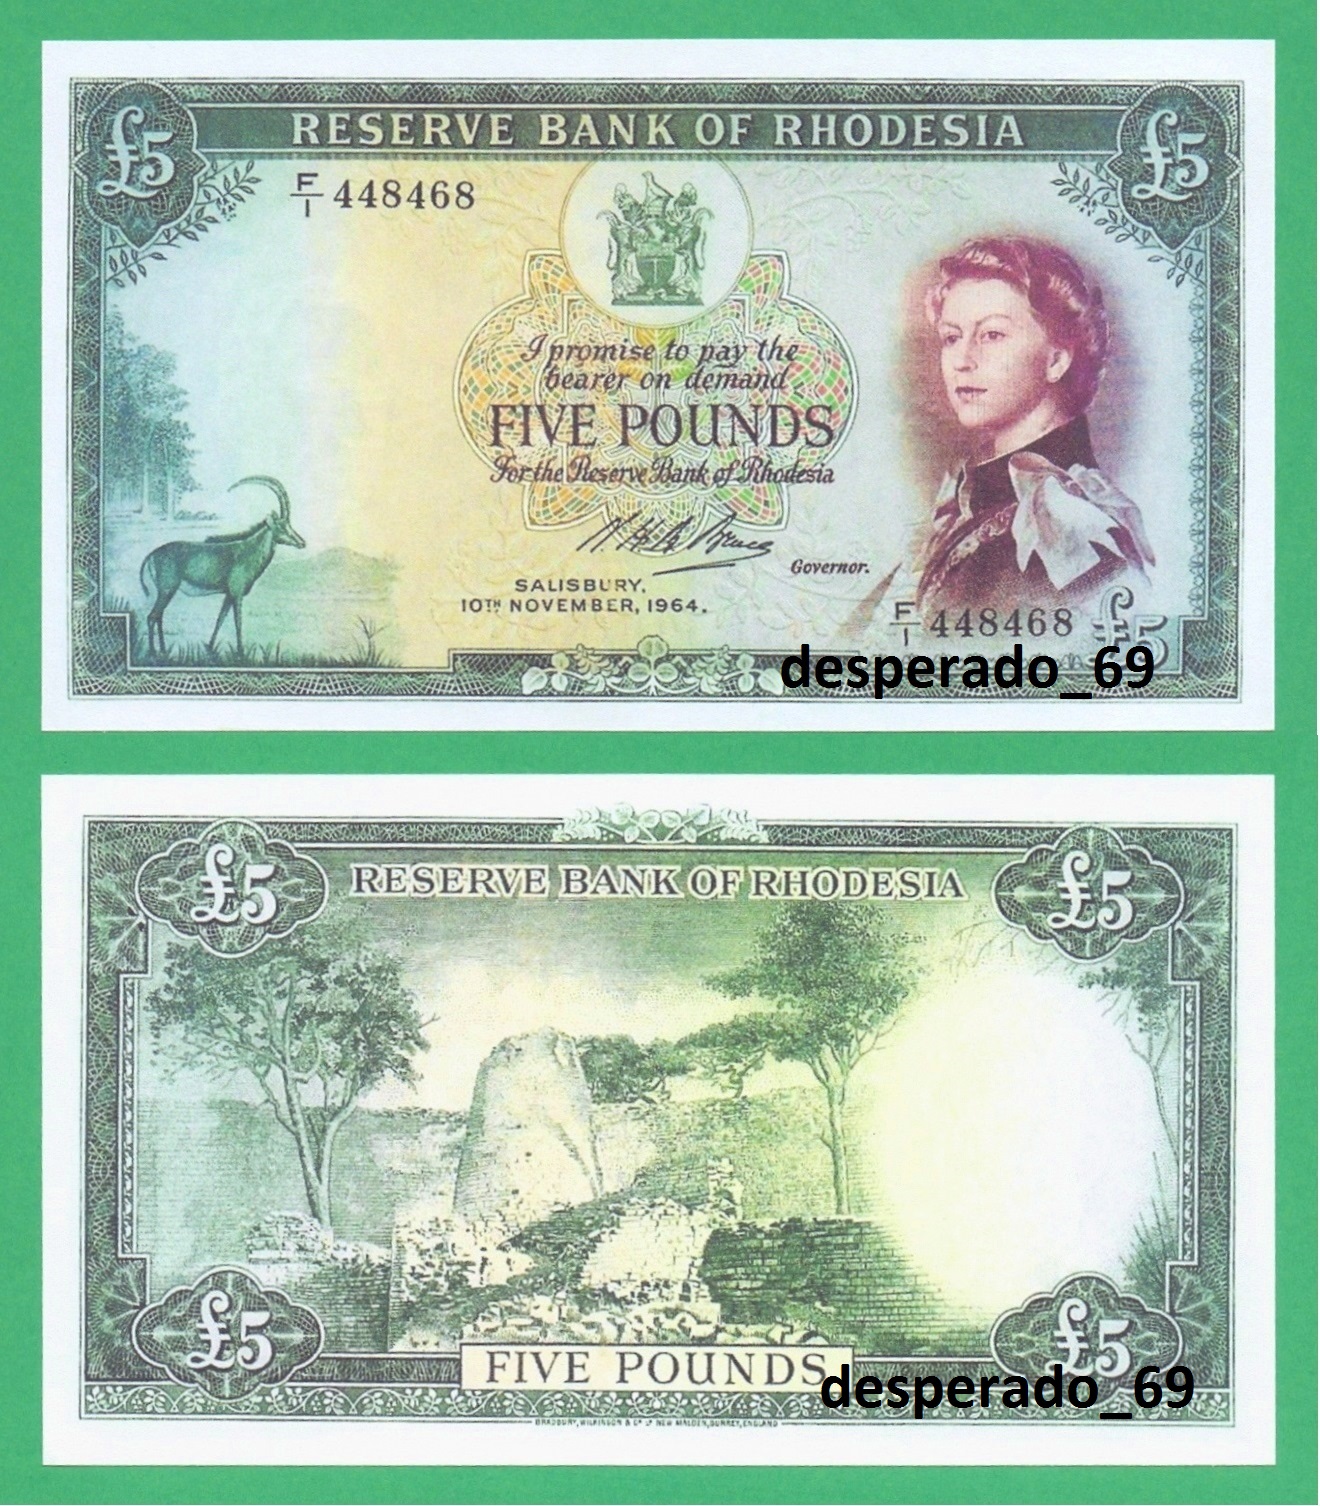 £5
RESERVE BANK OF RHODESIA
£5
F/1 448468
I promise to pay the
bearer on demand
FIVE POUNDS
For the Reserve Bank of Rhodesia
Governor.
SALISBURY,
10TH NOVEMBER, 1964.
F/1 448468
£5
desperado_69
£5
RESERVE BANK OF RHODESIA
£5
£5
FIVE POUNDS
£5
desperado_69
BRADBURY, WILKINSON & Co. Ld. NEW MALDEN, SURREY, ENGLAND